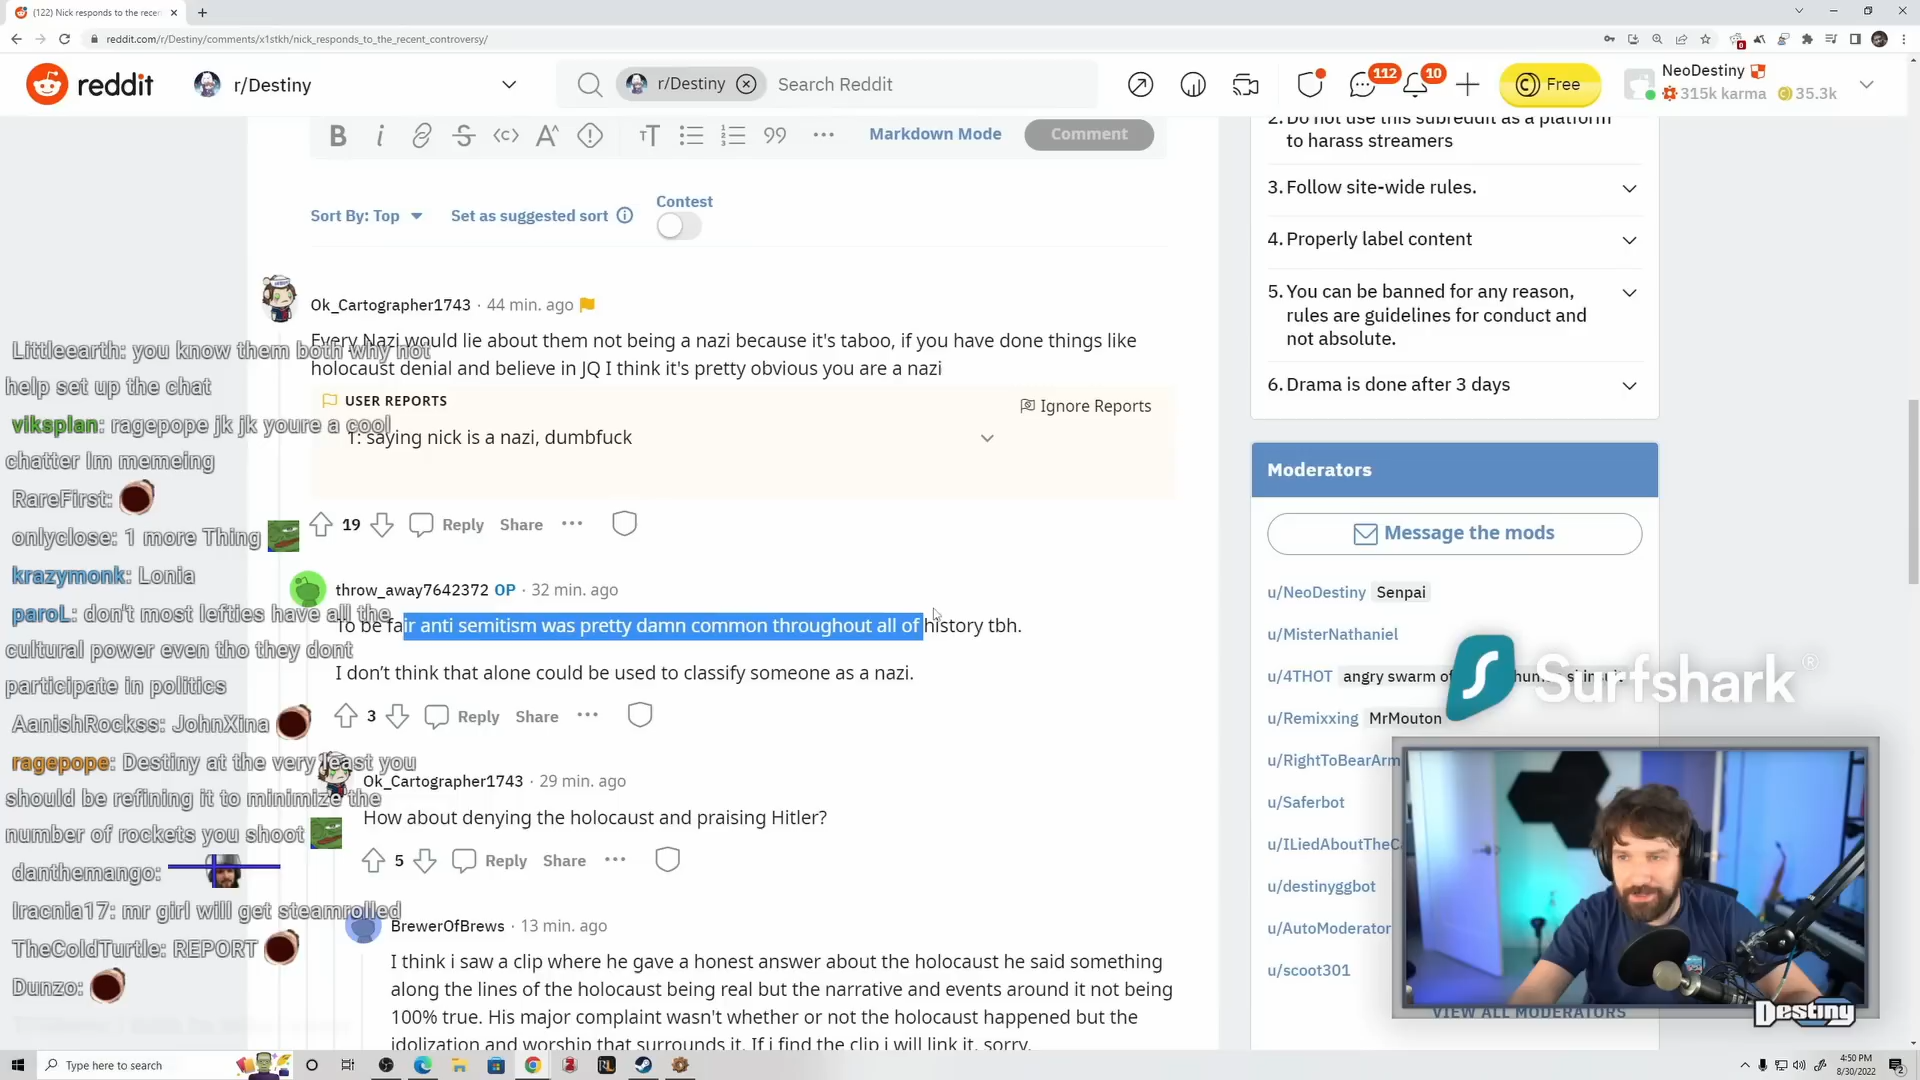 (122) Nick responds to the recen
reddit.com/r/Destiny/comments/x1stkh/nick_responds_to_the_recent_controversy/
reddit
r/Destiny
r/Destiny
Search Reddit
112
10
Free
NeoDestiny
315k karma
35.3k
Markdown Mode
Comment
Sort By: Top
Set as suggested sort
Contest
Ok_Cartographer1743 · 44 min. ago
Every Nazi would lie about them not being a nazi because it's taboo, if you have done things like
holocaust denial and believe in JQ I think it's pretty obvious you are a nazi
USER REPORTS
Ignore Reports
1: saying nick is a nazi, dumbfuck
19
Reply
Share
throw_away7642372 OP · 32 min. ago
To be fair anti semitism was pretty damn common throughout all of history tbh.
I don't think that alone could be used to classify someone as a nazi.
3
Reply
Share
Ok_Cartographer1743 · 29 min. ago
How about denying the holocaust and praising Hitler?
5
Reply
Share
BrewerOfBrews · 13 min. ago
I think i saw a clip where he gave a honest answer about the holocaust he said something
along the lines of the holocaust being real but the narrative and events around it not being
100% true. His major complaint wasn't whether or not the holocaust happened but the
idolization and worship that surrounds it. If i find the clip i will link it, sorry.
Littleearth: you know them both why not
help set up the chat
viksplan: ragepope jk jk youre a cool
chatter Im memeing
RareFirst:
onlyclose: 1 more Thing
krazymonk: Lonia
paroL: don't most lefties have all the
cultural power even tho they dont
participate in politics
AanishRockss: JohnXina
ragepope: Destiny at the very least you
should be refining it to minimize the
number of rockets you shoot
danthemango:
Iracnia17: mr girl will get steamrolled
TheColdTurtle: REPORT
Dunzo:
2. Do not use this subreddit as a platform
to harass streamers
3. Follow site-wide rules.
4. Properly label content
5. You can be banned for any reason,
rules are guidelines for conduct and
not absolute.
6. Drama is done after 3 days
Moderators
Message the mods
u/NeoDestiny Senpai
u/MisterNathaniel
u/4THOT angry swarm of
u/Remixxing MrMouton
u/RightToBearArm
u/Saferbot
u/ILiedAboutTheC
u/destinyggbot
u/AutoModerator
u/scoot301
VIEW ALL MODERATORS
Surfshark®
Destiny
Type here to search
4:50 PM
8/30/2022